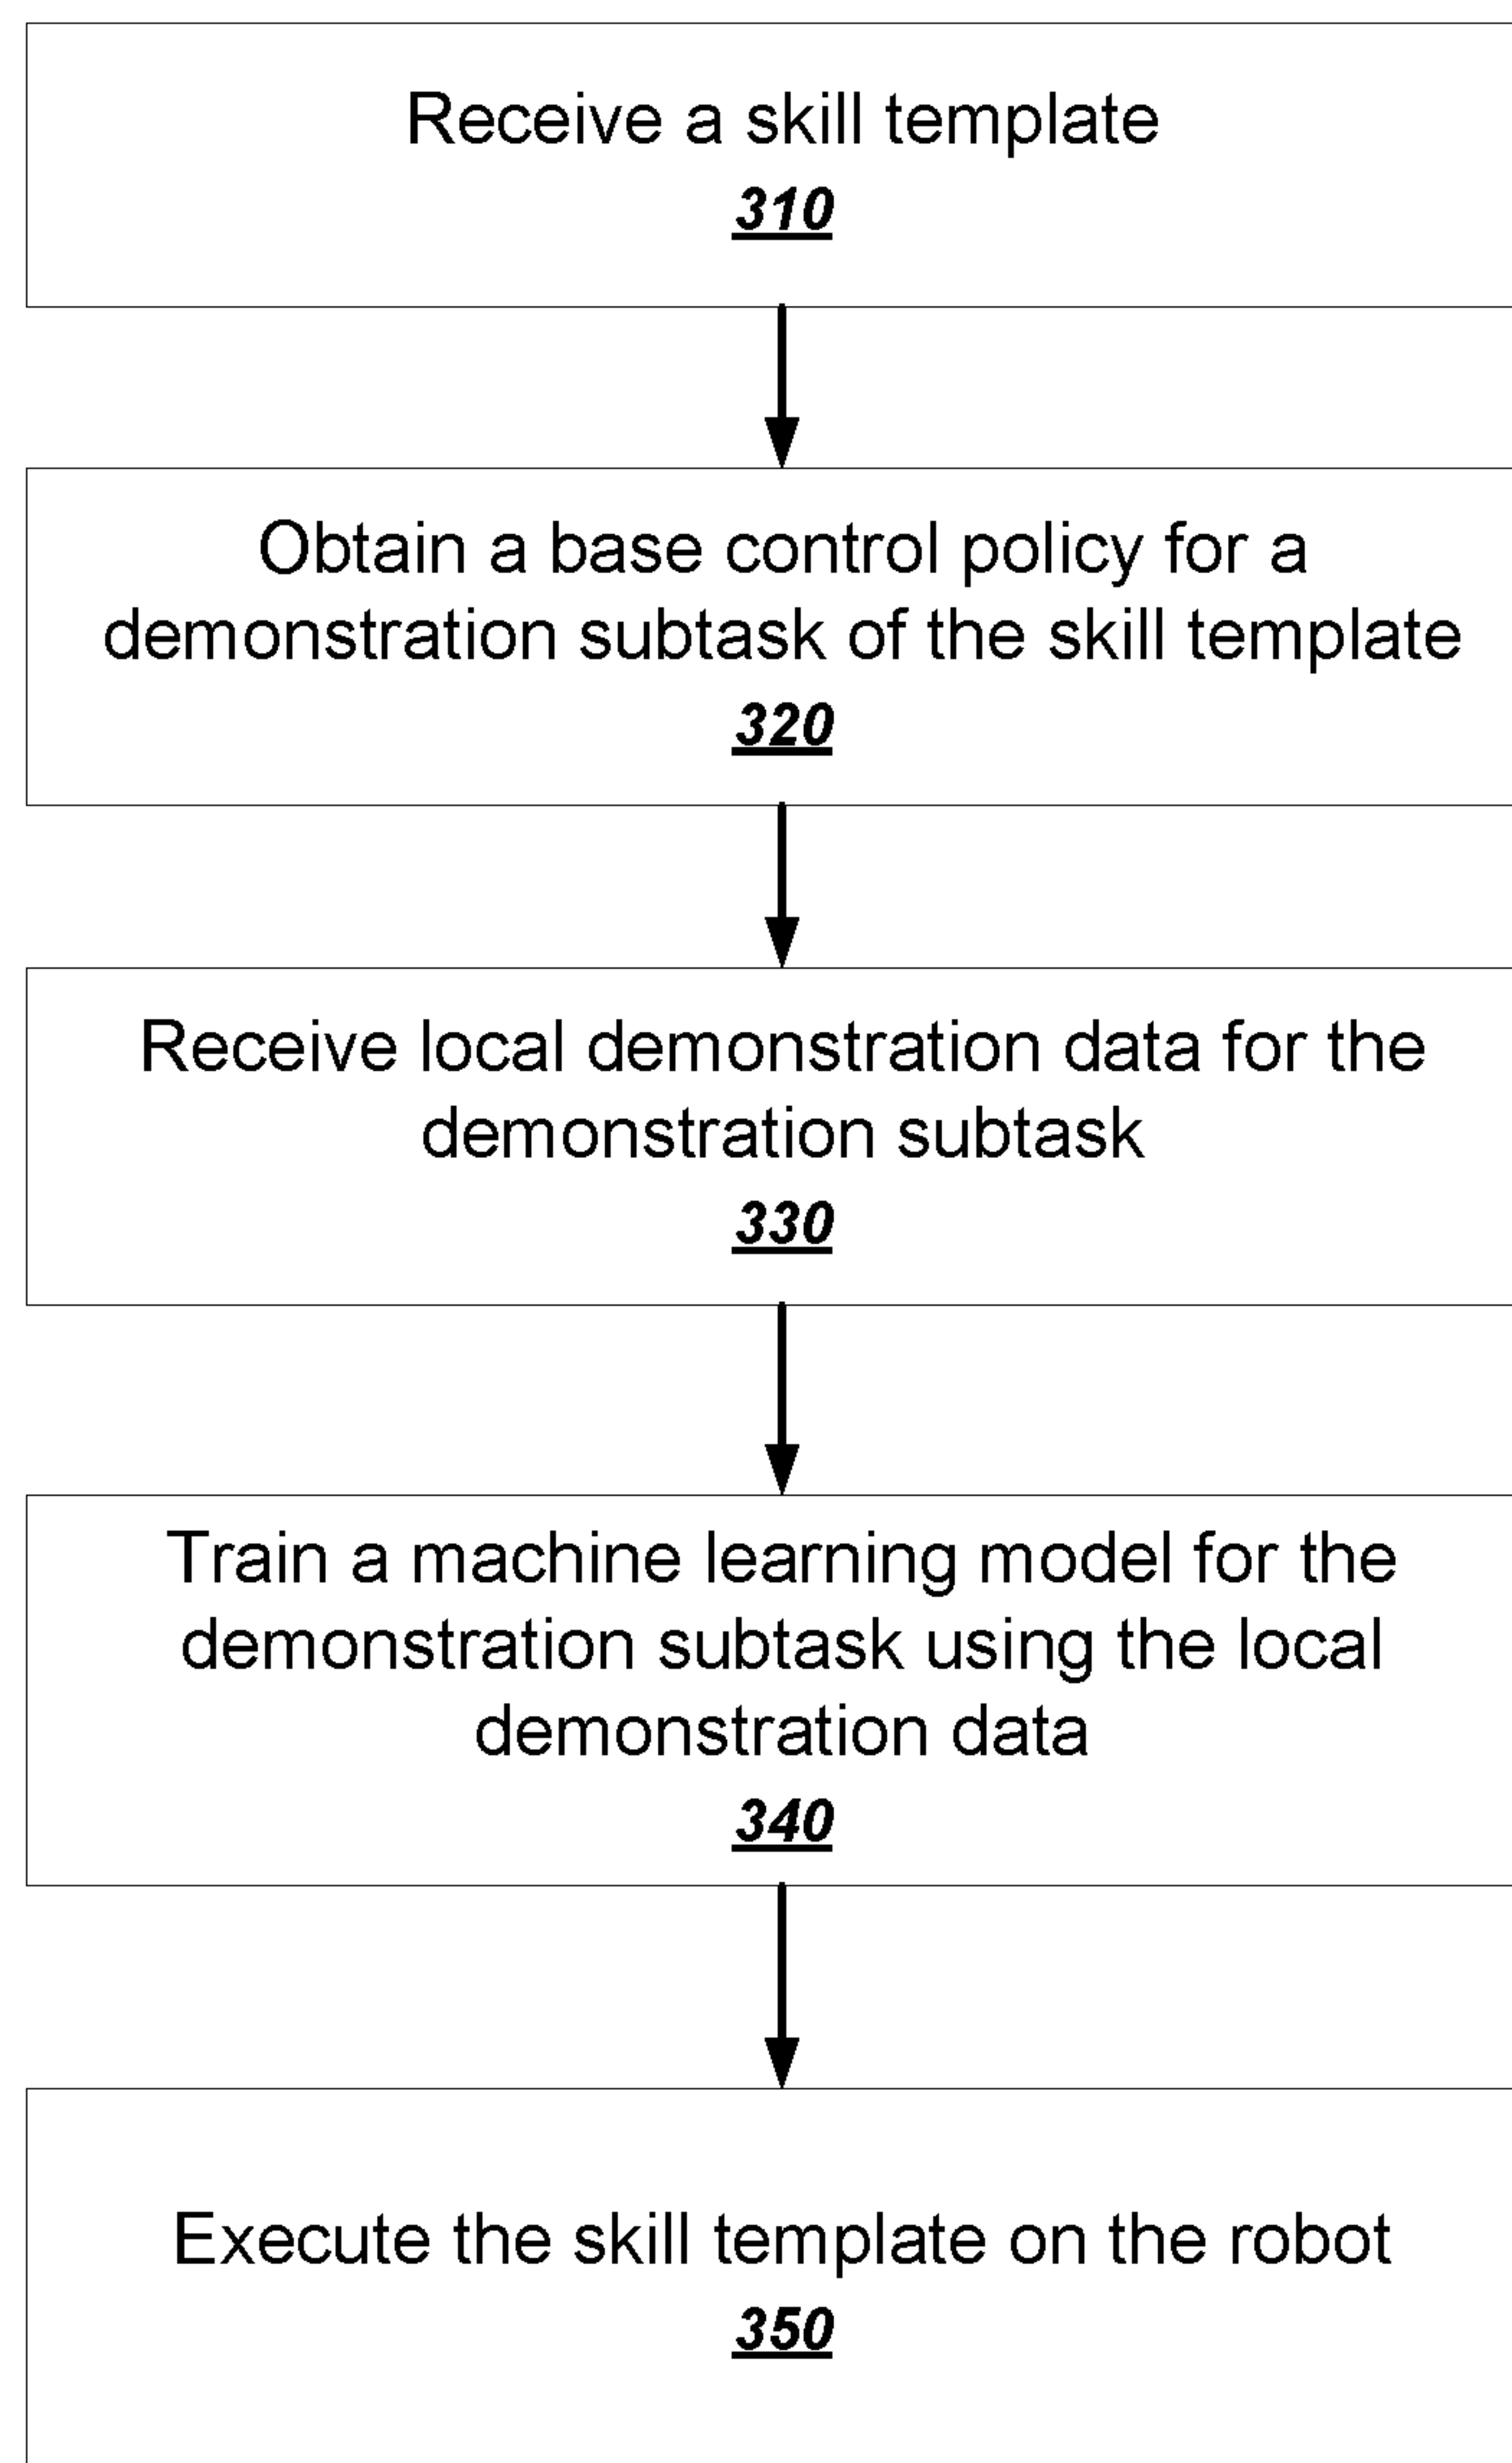 Receive a skill template
310
Obtain a base control policy for a
demonstration subtask of the skill template
320
Receive local demonstration data for the
demonstration subtask
330
Train a machine learning model for the
demonstration subtask using the local
demonstration data
340
Execute the skill template on the robot
350